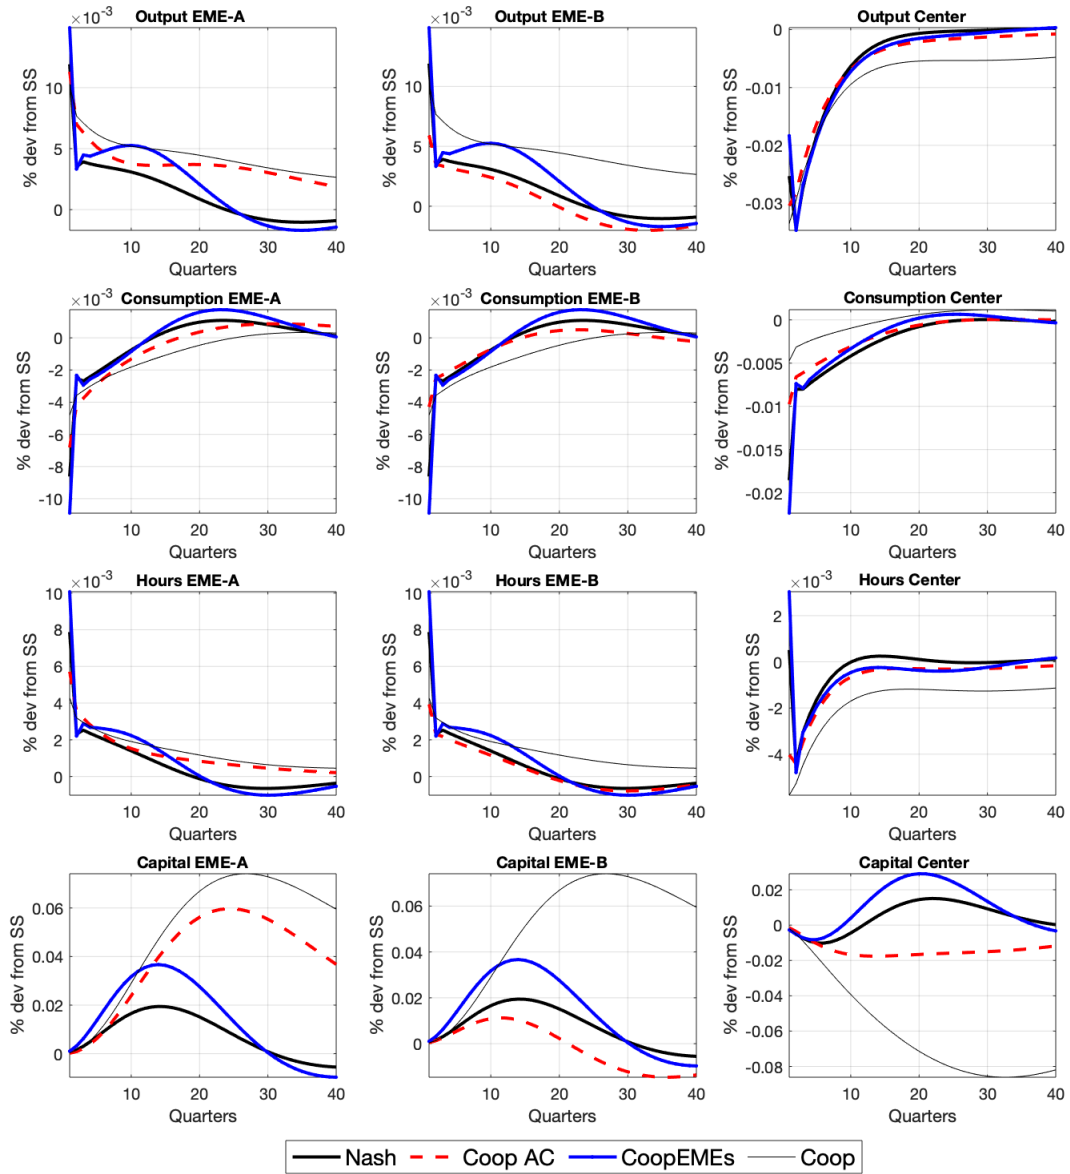 ×10⁻³
Output EME-A
% dev from SS
10
5
0
10 20 30 40
Quarters
×10⁻³
Output EME-B
% dev from SS
10
5
0
10 20 30 40
Quarters
Output Center
% dev from SS
0
-0.01
-0.02
-0.03
10 20 30 40
Quarters
×10⁻³
Consumption EME-A
% dev from SS
0
-2
-4
-6
-8
-10
10 20 30 40
Quarters
×10⁻³
Consumption EME-B
% dev from SS
0
-2
-4
-6
-8
-10
10 20 30 40
Quarters
Consumption Center
% dev from SS
0
-0.005
-0.01
-0.015
-0.02
10 20 30 40
Quarters
×10⁻³
Hours EME-A
% dev from SS
10
8
6
4
2
0
10 20 30 40
Quarters
×10⁻³
Hours EME-B
% dev from SS
10
8
6
4
2
0
10 20 30 40
Quarters
×10⁻³
Hours Center
% dev from SS
2
0
-2
-4
10 20 30 40
Quarters
Capital EME-A
% dev from SS
0.06
0.04
0.02
0
10 20 30 40
Quarters
Capital EME-B
% dev from SS
0.06
0.04
0.02
0
10 20 30 40
Quarters
Capital Center
% dev from SS
0.02
0
-0.02
-0.04
-0.06
-0.08
10 20 30 40
Quarters
Nash Coop AC CoopEMEs Coop